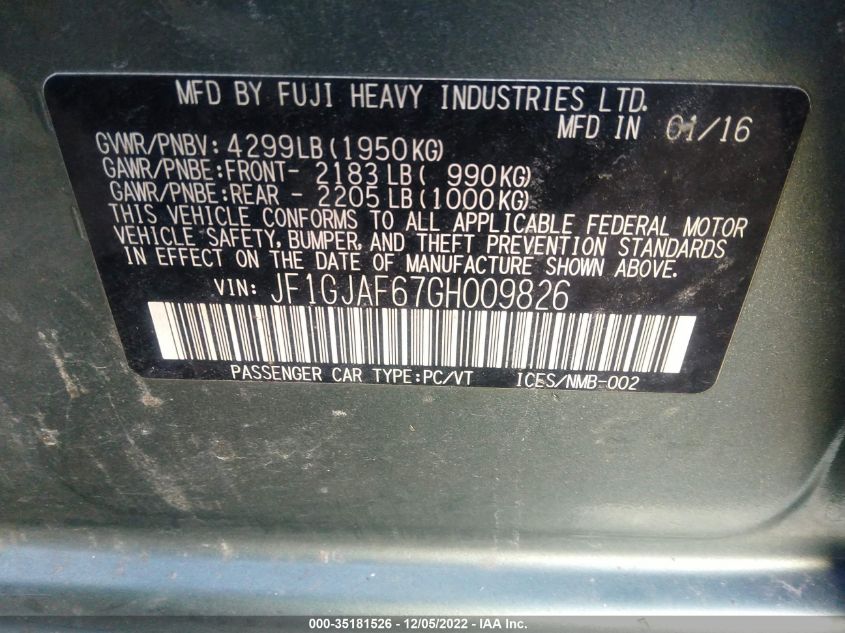 MFD BY FUJI HEAVY INDUSTRIES LTD.
MFD IN 01/16
GVWR/PNBV: 4299LB(1950KG)
GAWR/PNBE:FRONT- 2183LB( 990KG)
GAWR/PNBE:REAR - 2205LB(1000KG)
THIS VEHICLE CONFORMS TO ALL APPLICABLE FEDERAL MOTOR
VEHICLE SAFETY, BUMPER, AND THEFT PREVENTION STANDARDS
IN EFFECT ON THE DATE OF MANUFACTURE SHOWN ABOVE.
VIN: JF1GJAF67GH009826
PASSENGER CAR TYPE:PC/VT ICES/NMB-002
000-35181526 - 12/05/2022 - IAA Inc.